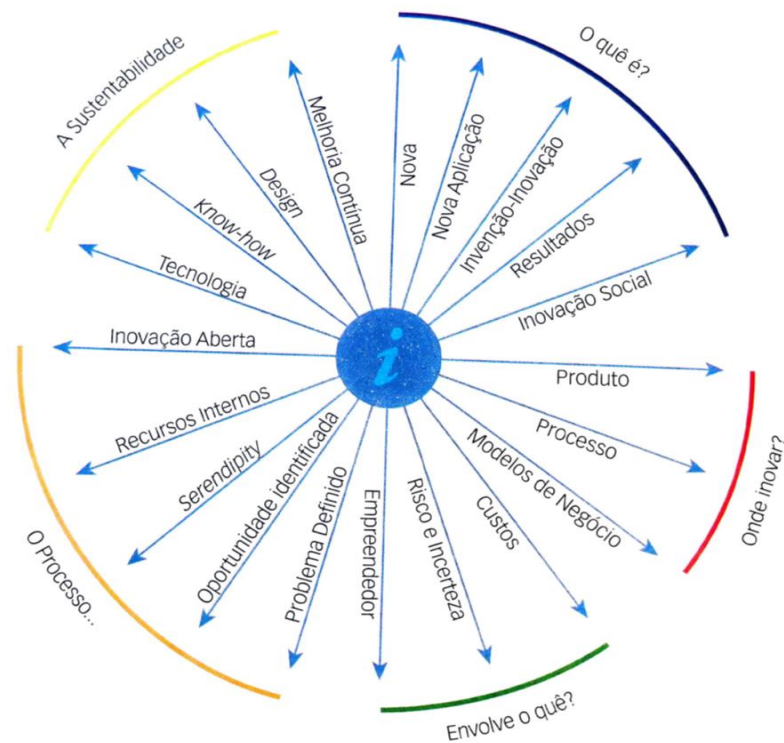 O quê é?
Nova
Nova Aplicação
Invenção-Inovação
Resultados
Inovação Social
Onde inovar?
Produto
Processo
Modelos de Negócio
Envolve o quê?
Custos
Risco e Incerteza
Empreendedor
O Processo...
Problema Definido
Oportunidade identificada
Serendipity
Recursos Internos
Inovação Aberta
A Sustentabilidade
Tecnologia
Know-how
Design
Melhoria Contínua
i